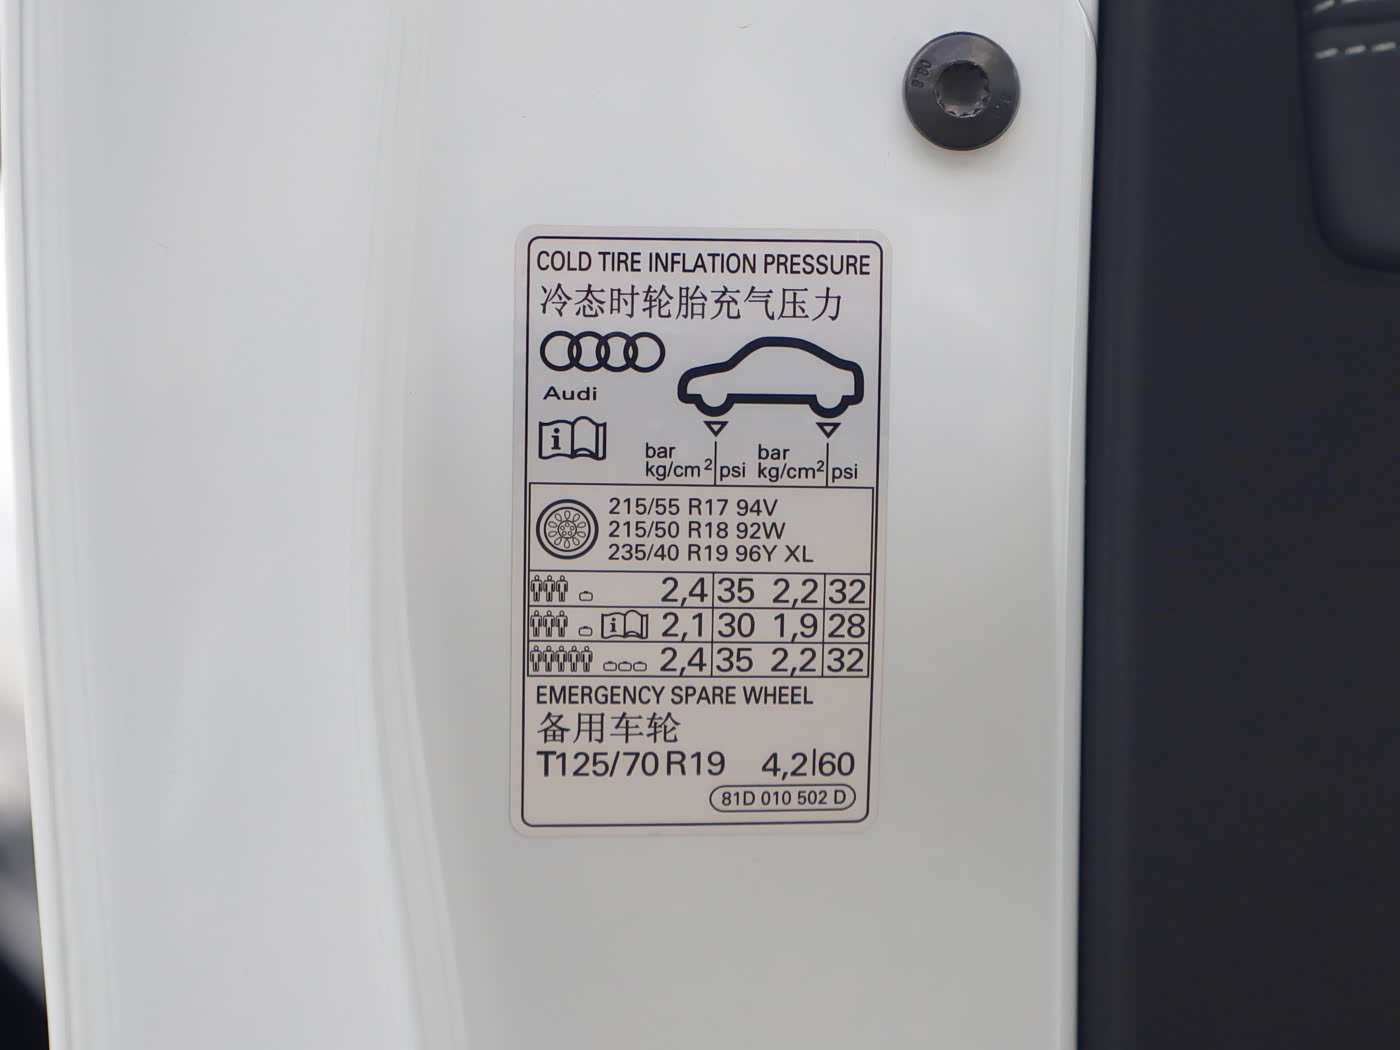 COLD TIRE INFLATION PRESSURE
冷态时轮胎充气压力
Audi
i
bar bar
kg/cm² psi kg/cm² psi
215/55 R17 94V
215/50 R18 92W
235/40 R19 96Y XL
2,4 35 2,2 32
i 2,1 30 1,9 28
2,4 35 2,2 32
EMERGENCY SPARE WHEEL
备用车轮
T125/70 R19 4,2|60
81D 010 502 D